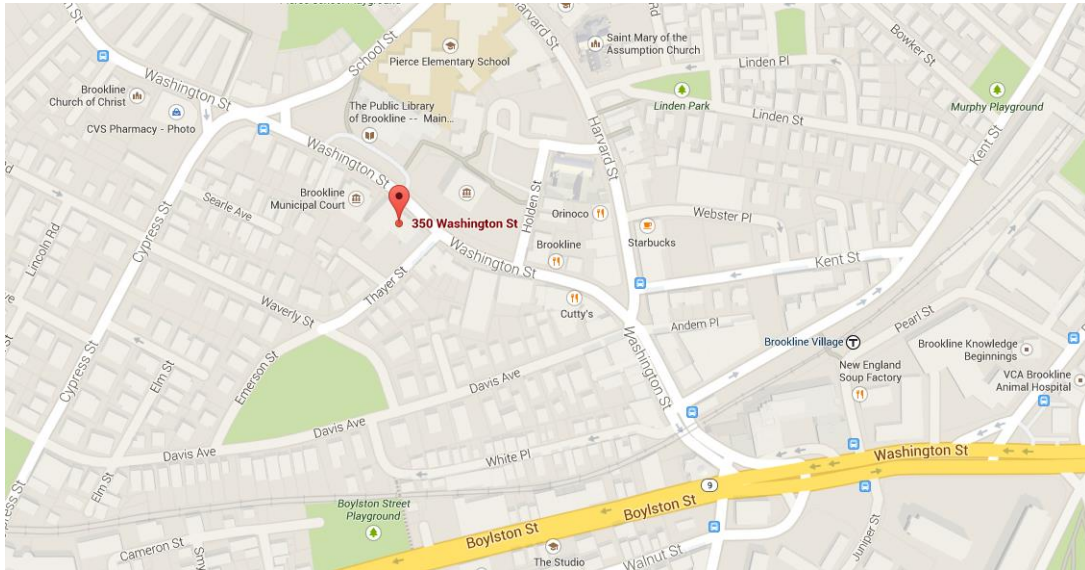 Washington St
School St
Pierce Elementary School
Saint Mary of the
Assumption Church
Harvard St
Bowker St
Linden Pl
Brookline
Church of Christ
CVS Pharmacy - Photo
The Public Library
of Brookline -- Main...
Linden Park
Linden St
Murphy Playground
Kent St
Washington St
Harvard St
Brookline
Municipal Court
Searle Ave
350 Washington St
Holden St
Orinoco
Webster Pl
Starbucks
Lincoln Rd
Cypress St
Thayer St
Washington St
Brookline
Kent St
Waverly St
Cutty's
Andem Pl
Pearl St
Brookline Village
T
Brookline Knowledge
Beginnings
Cypress St
Elm St
Emerson St
Davis Ave
Washington St
New England
Soup Factory
VCA Brookline
Animal Hospital
Davis Ave
Davis Ave
White Pl
Washington St
Elm St
9
Boylston St
Boylston Street
Playground
Boylston St
Cameron St
The Studio
Walnut St
Juniper St